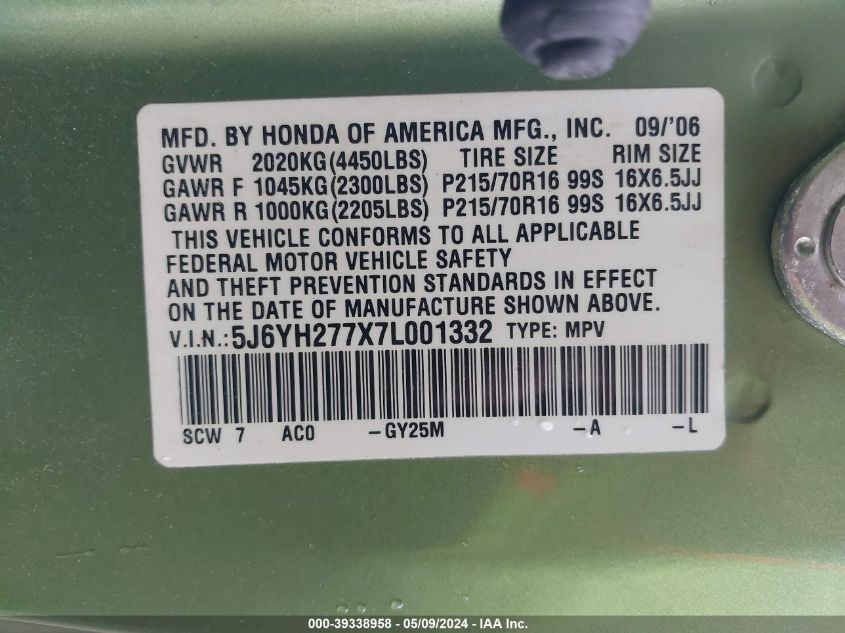 MFD. BY HONDA OF AMERICA MFG., INC. 09/'06
GVWR 2020KG(4450LBS) TIRE SIZE RIM SIZE
GAWR F 1045KG(2300LBS) P215/70R16 99S 16X6.5JJ
GAWR R 1000KG(2205LBS) P215/70R16 99S 16X6.5JJ
THIS VEHICLE CONFORMS TO ALL APPLICABLE
FEDERAL MOTOR VEHICLE SAFETY
AND THEFT PREVENTION STANDARDS IN EFFECT
ON THE DATE OF MANUFACTURE SHOWN ABOVE.
V.I.N.:5J6YH277X7L001332 TYPE: MPV
SCW 7 AC0 -GY25M -A -L
000-39338958 - 05/09/2024 - IAA Inc.